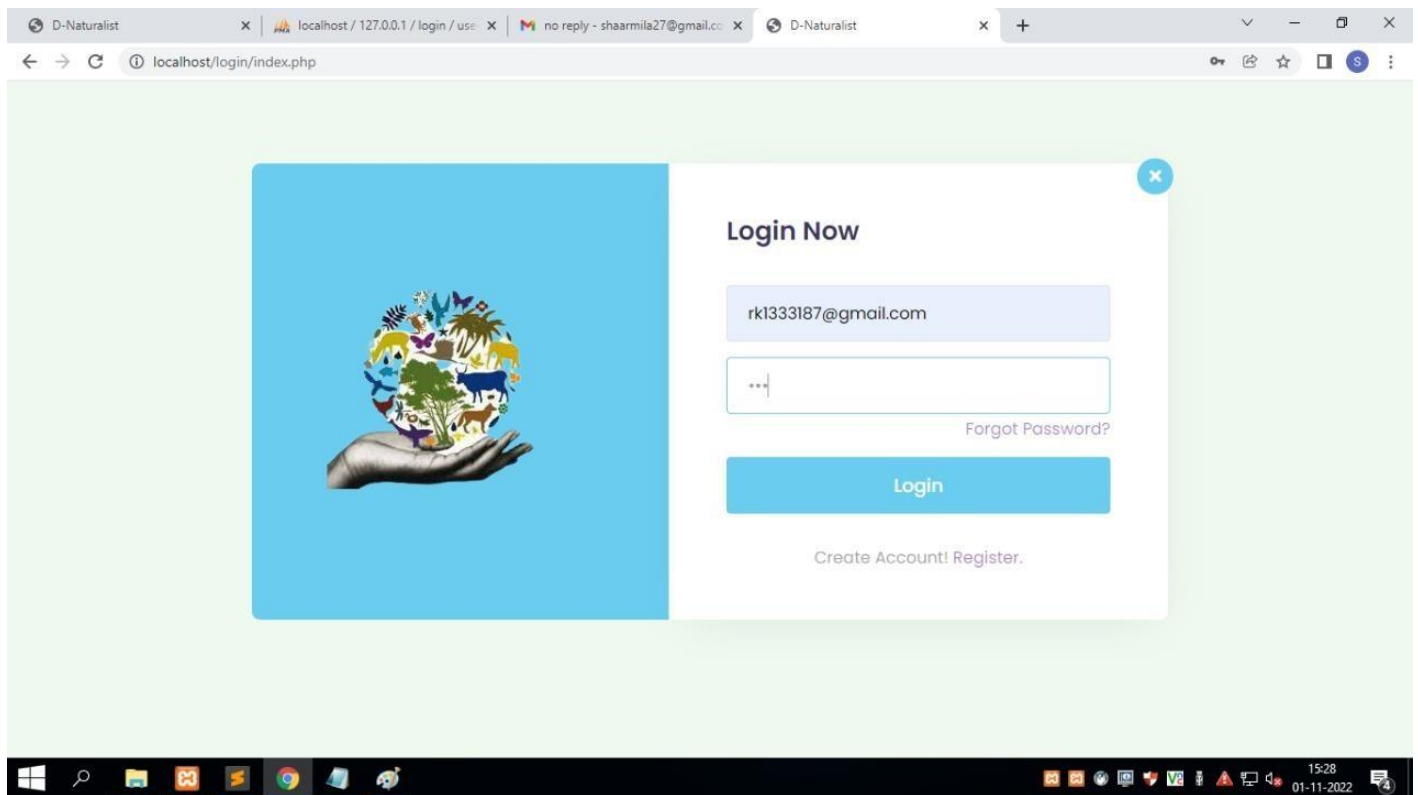 D-Naturalist
localhost / 127.0.0.1 / login / use
no reply - shaarmila27@gmail.co
D-Naturalist
localhost/login/index.php
S
Login Now
rk1333187@gmail.com
Forgot Password?
Login
Create Account! Register.
15:28
01-11-2022
4